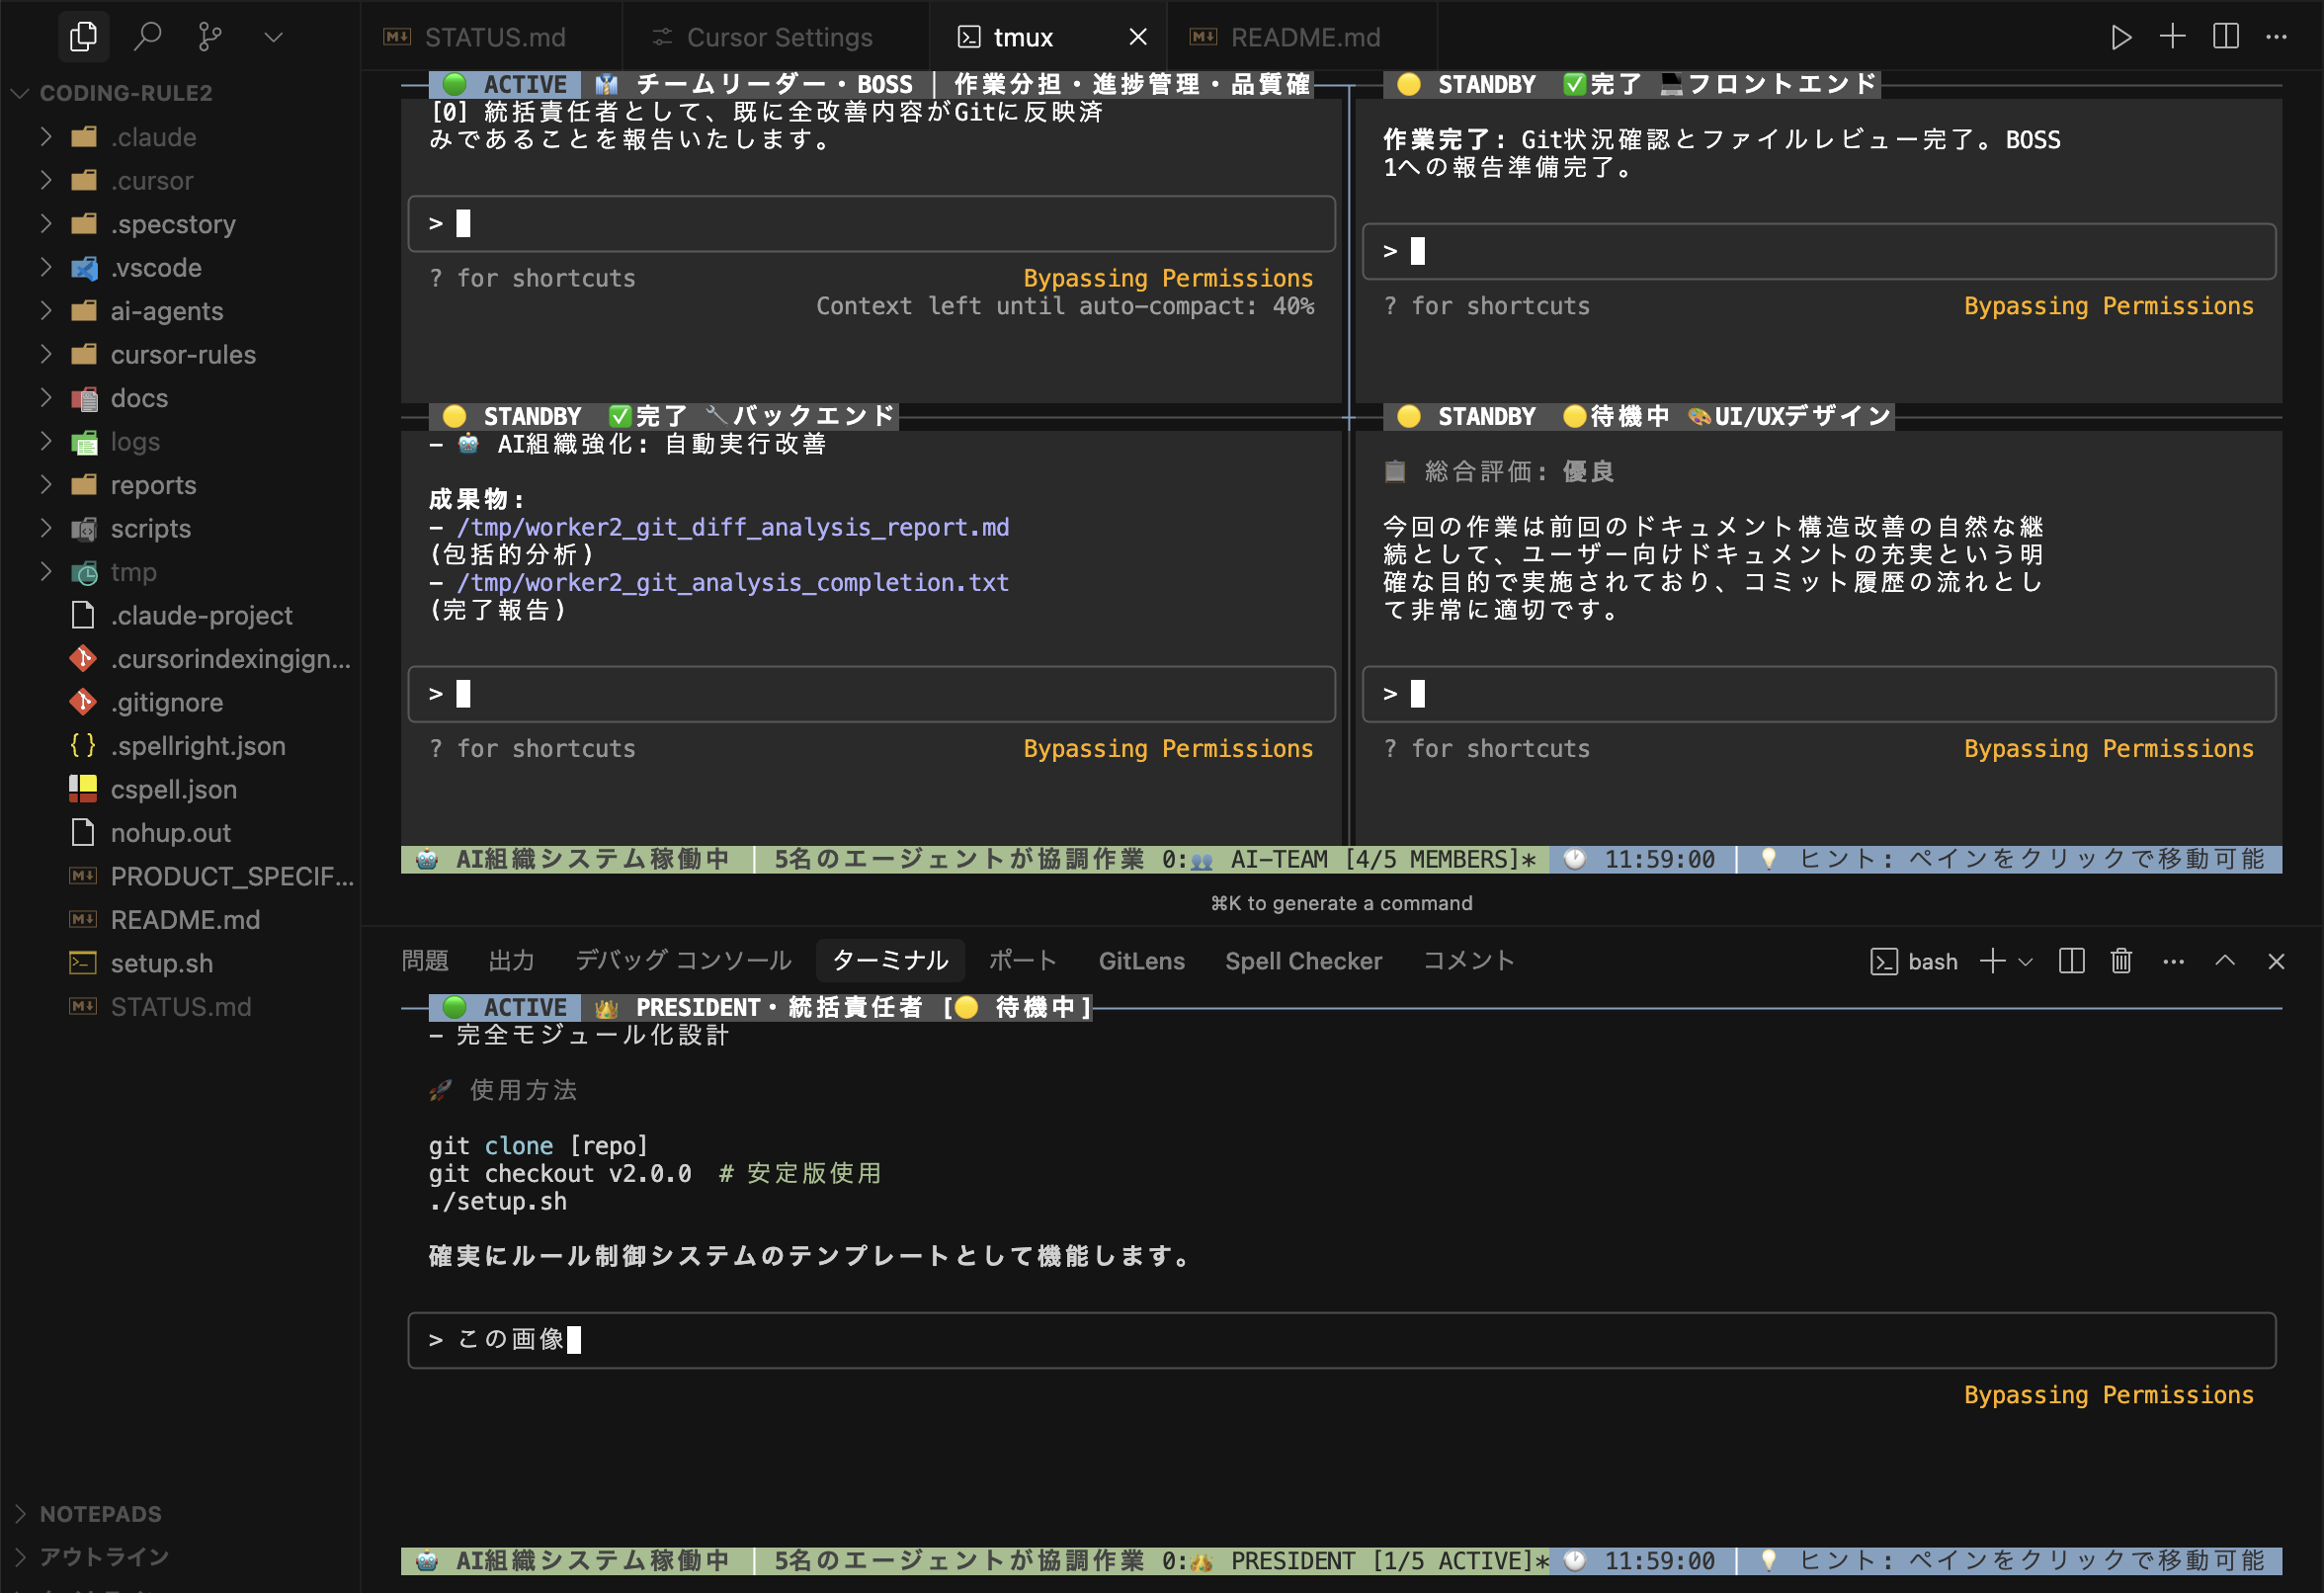 STATUS.md
Cursor Settings
tmux
README.md
CODING-RULE2
.claude
.cursor
.specstory
.vscode
ai-agents
cursor-rules
docs
logs
reports
scripts
tmp
.claude-project
.cursorindexingign...
.gitignore
.spellright.json
cspell.json
nohup.out
PRODUCT_SPECIF...
README.md
setup.sh
STATUS.md
NOTEPADS
アウトライン
🟢 ACTIVE 👔 チームリーダー・BOSS │ 作業分担・進捗管理・品質確
[0] 統括責任者として、既に全改善内容がGitに反映済
みであることを報告いたします。
>
? for shortcuts Bypassing Permissions
Context left until auto-compact: 40%
🟡 STANDBY ✅完了 💻フロントエンド
作業完了: Git状況確認とファイルレビュー完了。BOSS
1への報告準備完了。
>
? for shortcuts Bypassing Permissions
🟡 STANDBY ✅完了 🔧バックエンド
- 🤖 AI組織強化: 自動実行改善
成果物:
- /tmp/worker2_git_diff_analysis_report.md
(包括的分析)
- /tmp/worker2_git_analysis_completion.txt
(完了報告)
>
? for shortcuts Bypassing Permissions
🟡 STANDBY 🟡待機中 🎨UI/UXデザイン
📋 総合評価: 優良
今回の作業は前回のドキュメント構造改善の自然な継
続として、ユーザー向けドキュメントの充実という明
確な目的で実施されており、コミット履歴の流れとし
て非常に適切です。
>
? for shortcuts Bypassing Permissions
🤖 AI組織システム稼働中 │ 5名のエージェントが協調作業 0:👥 AI-TEAM [4/5 MEMBERS]* 🕐 11:59:00 │ 💡 ヒント: ペインをクリックで移動可能
⌘K to generate a command
問題 出力 デバッグ コンソール ターミナル ポート GitLens Spell Checker コメント bash
🟢 ACTIVE 👑 PRESIDENT・統括責任者 [🟡 待機中]
- 完全モジュール化設計
🚀 使用方法
git clone [repo]
git checkout v2.0.0 # 安定版使用
./setup.sh
確実にルール制御システムのテンプレートとして機能します。
> この画像
Bypassing Permissions
🤖 AI組織システム稼働中 │ 5名のエージェントが協調作業 0:👑 PRESIDENT [1/5 ACTIVE]* 🕐 11:59:00 │ 💡 ヒント: ペインをクリックで移動可能